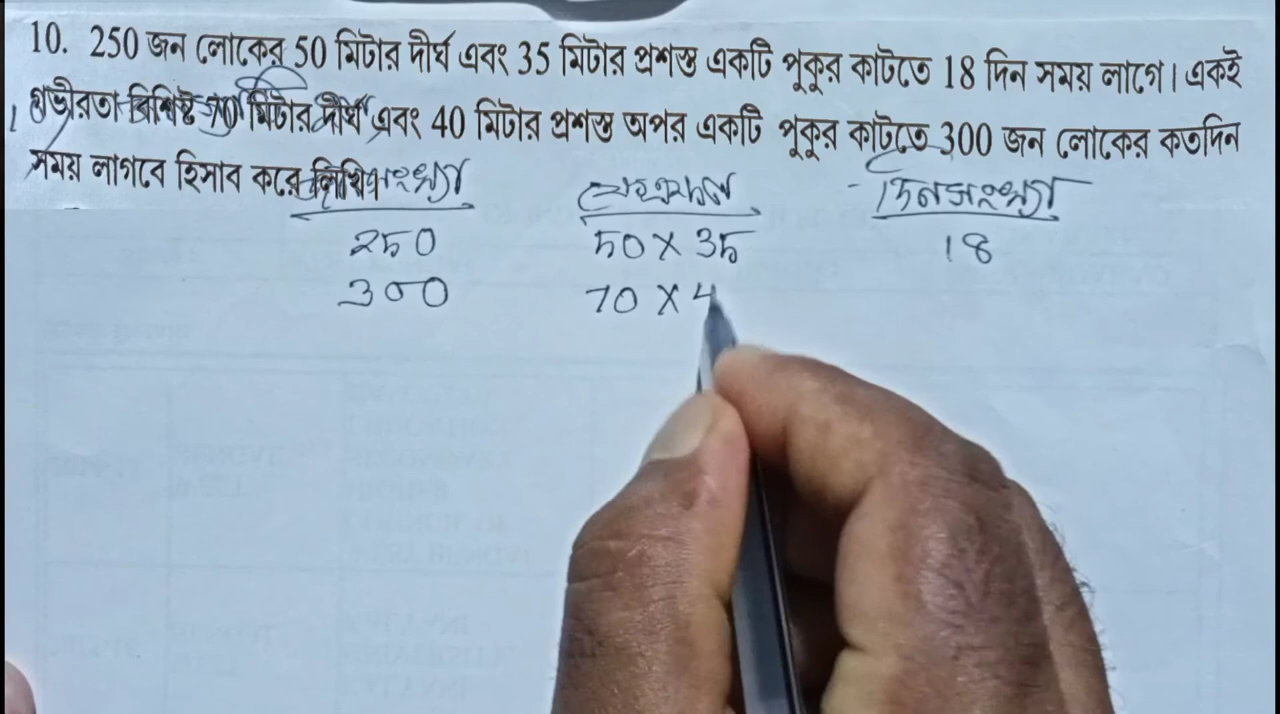 10. 250 জন লোকের 50 মিটার দীর্ঘ এবং 35 মিটার প্রশস্ত একটি পুকুর কাটতে 18 দিন সময় লাগে। একই
গভীরতা বিশিষ্ট 70 মিটার দীর্ঘ এবং 40 মিটার প্রশস্ত অপর একটি পুকুর কাটতে 300 জন লোকের কতদিন
সময় লাগবে হিসাব করে লিখি।
ক্ষেত্রফল দিনসংখ্যা
250 50 × 35 18
300 70 × 4